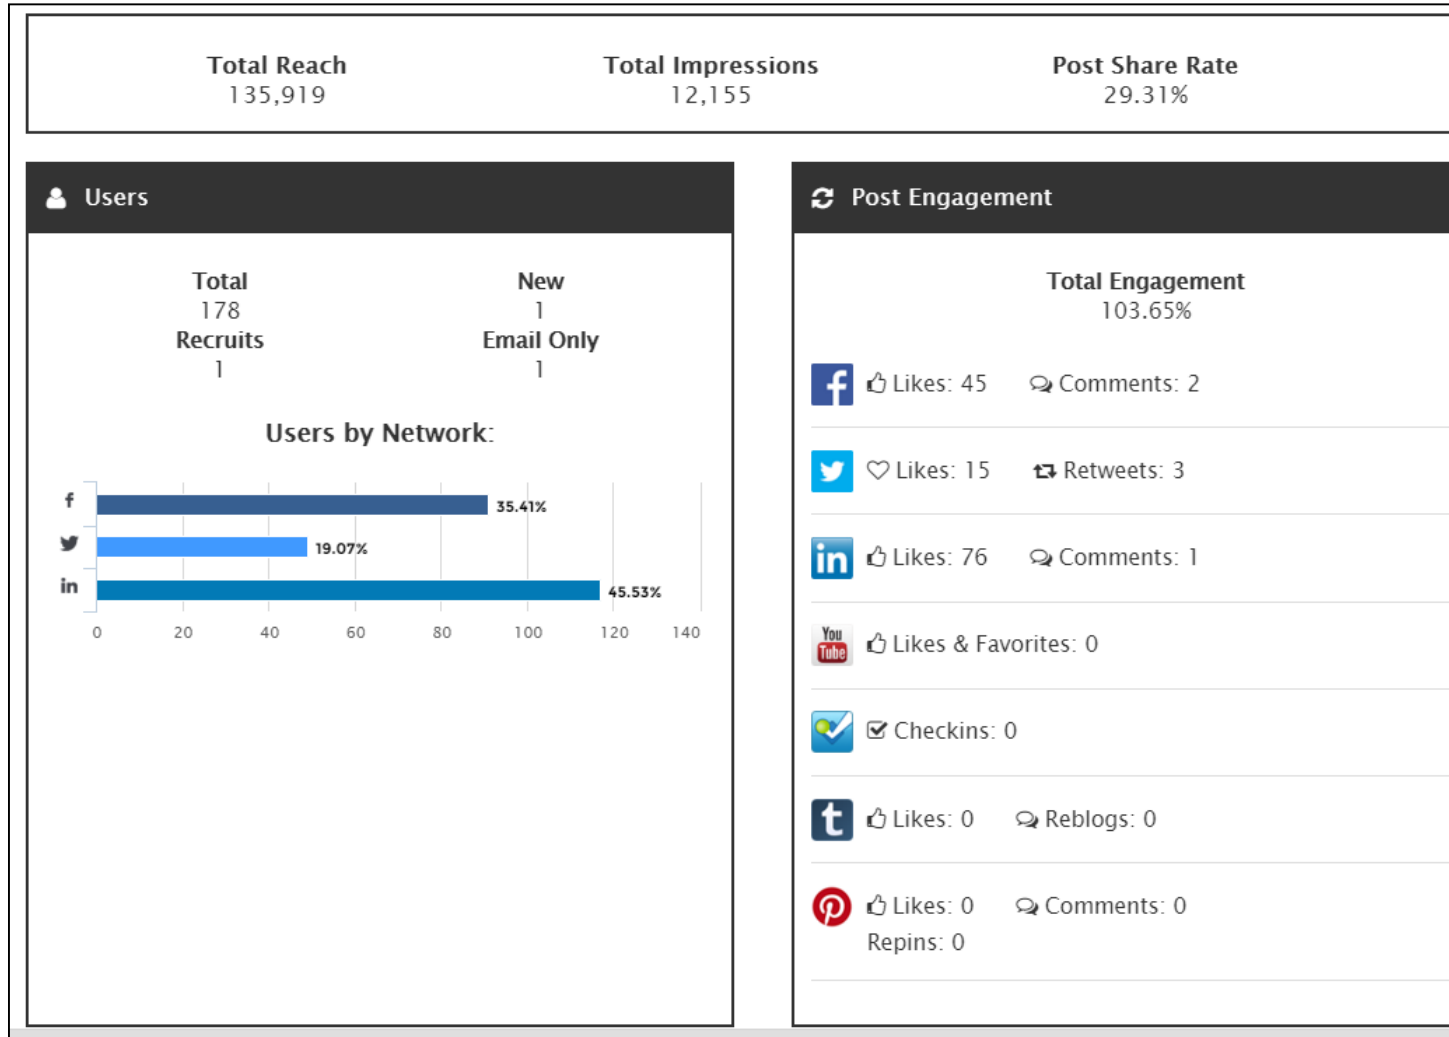 Total Reach Total Impressions Post Share Rate
135,919 12,155 29.31%
Users
Total New
178 1
Recruits Email Only
1 1
Users by Network:
f 35.41%
19.07%
in 45.53%
0 20 40 60 80 100 120 140
Post Engagement
Total Engagement
103.65%
f Likes: 45 Comments: 2
Likes: 15 Retweets: 3
in Likes: 76 Comments: 1
You
Tube Likes & Favorites: 0
Checkins: 0
t Likes: 0 Reblogs: 0
Likes: 0 Comments: 0
Repins: 0